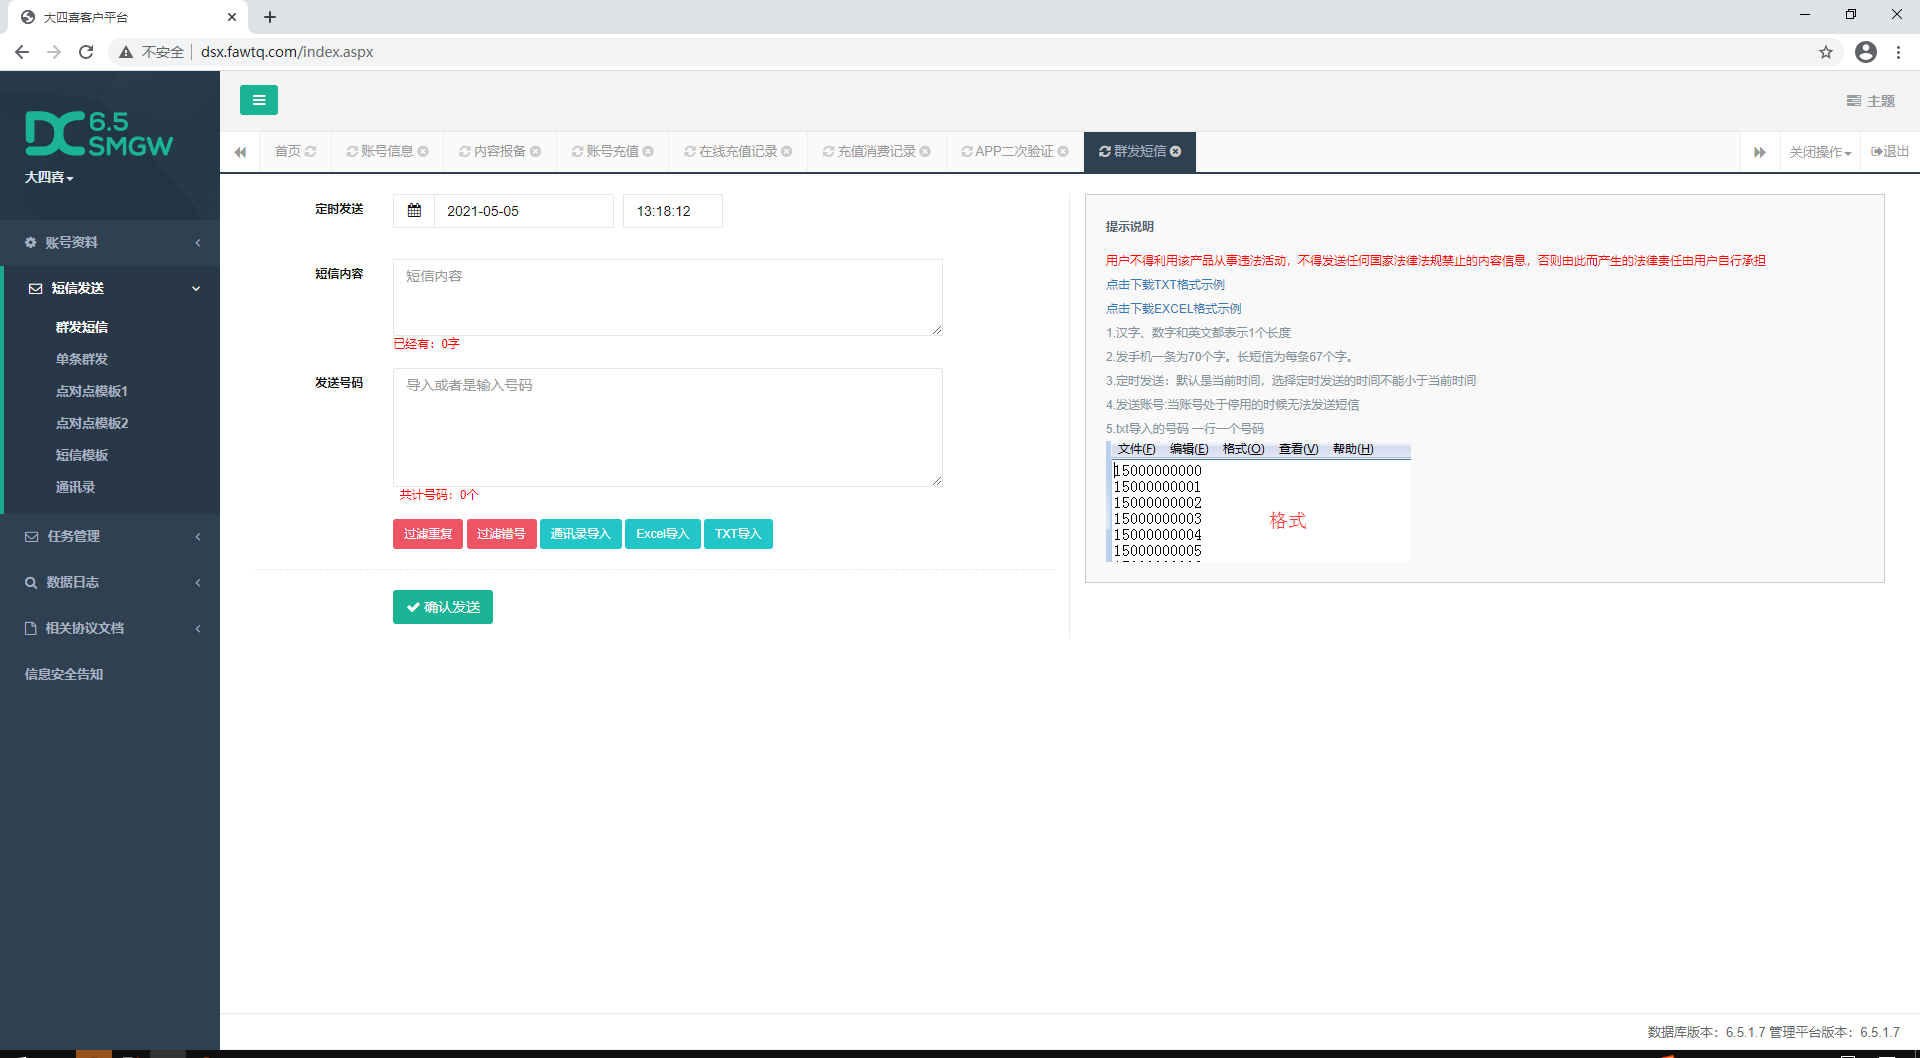 大四喜客户平台
不安全 dsx.fawtq.com/index.aspx
DC 6.5 SMGW
大四喜
主题
首页
账号信息
内容报备
账号充值
在线充值记录
充值消费记录
APP二次验证
群发短信
关闭操作
退出
账号资料
短信发送
群发短信
单条群发
点对点模板1
点对点模板2
短信模板
通讯录
任务管理
数据日志
相关协议文档
信息安全告知
定时发送
2021-05-05
13:18:12
短信内容
短信内容
已经有：0字
发送号码
导入或者是输入号码
共计号码：0个
过滤重复
过滤错号
通讯录导入
Excel导入
TXT导入
确认发送
提示说明
用户不得利用该产品从事违法活动，不得发送任何国家法律法规禁止的内容信息，否则由此而产生的法律责任由用户自行承担
点击下载TXT格式示例
点击下载EXCEL格式示例
1.汉字、数字和英文都表示1个长度
2.发手机一条为70个字。长短信为每条67个字。
3.定时发送：默认是当前时间，选择定时发送的时间不能小于当前时间
4.发送账号:当账号处于停用的时候无法发送短信
5.txt导入的号码 一行一个号码
文件(F) 编辑(E) 格式(O) 查看(V) 帮助(H)
15000000000
15000000001
15000000002
15000000003
15000000004
15000000005
格式
数据库版本：6.5.1.7 管理平台版本：6.5.1.7